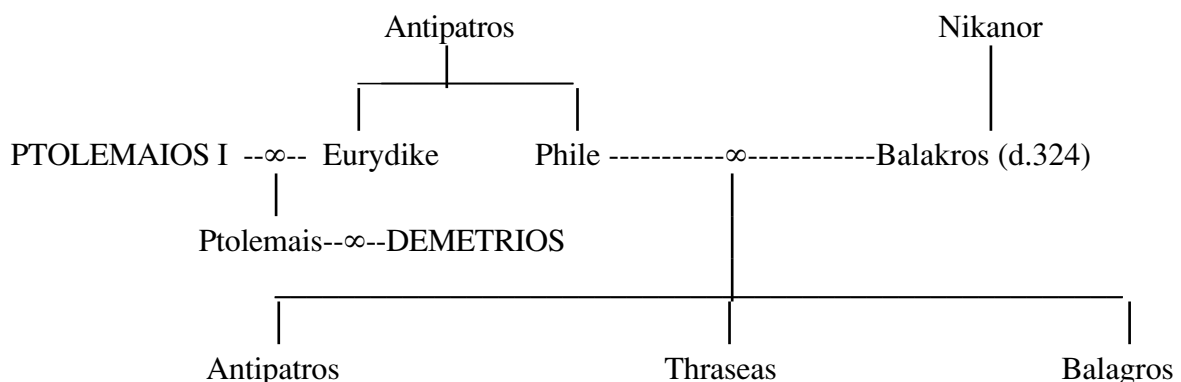 Antipatros Nikanor
PTOLEMAIOS I --∞-- Eurydike Phile -----------∞------------Balakros (d.324)
Ptolemais--∞--DEMETRIOS
Antipatros Thraseas Balagros